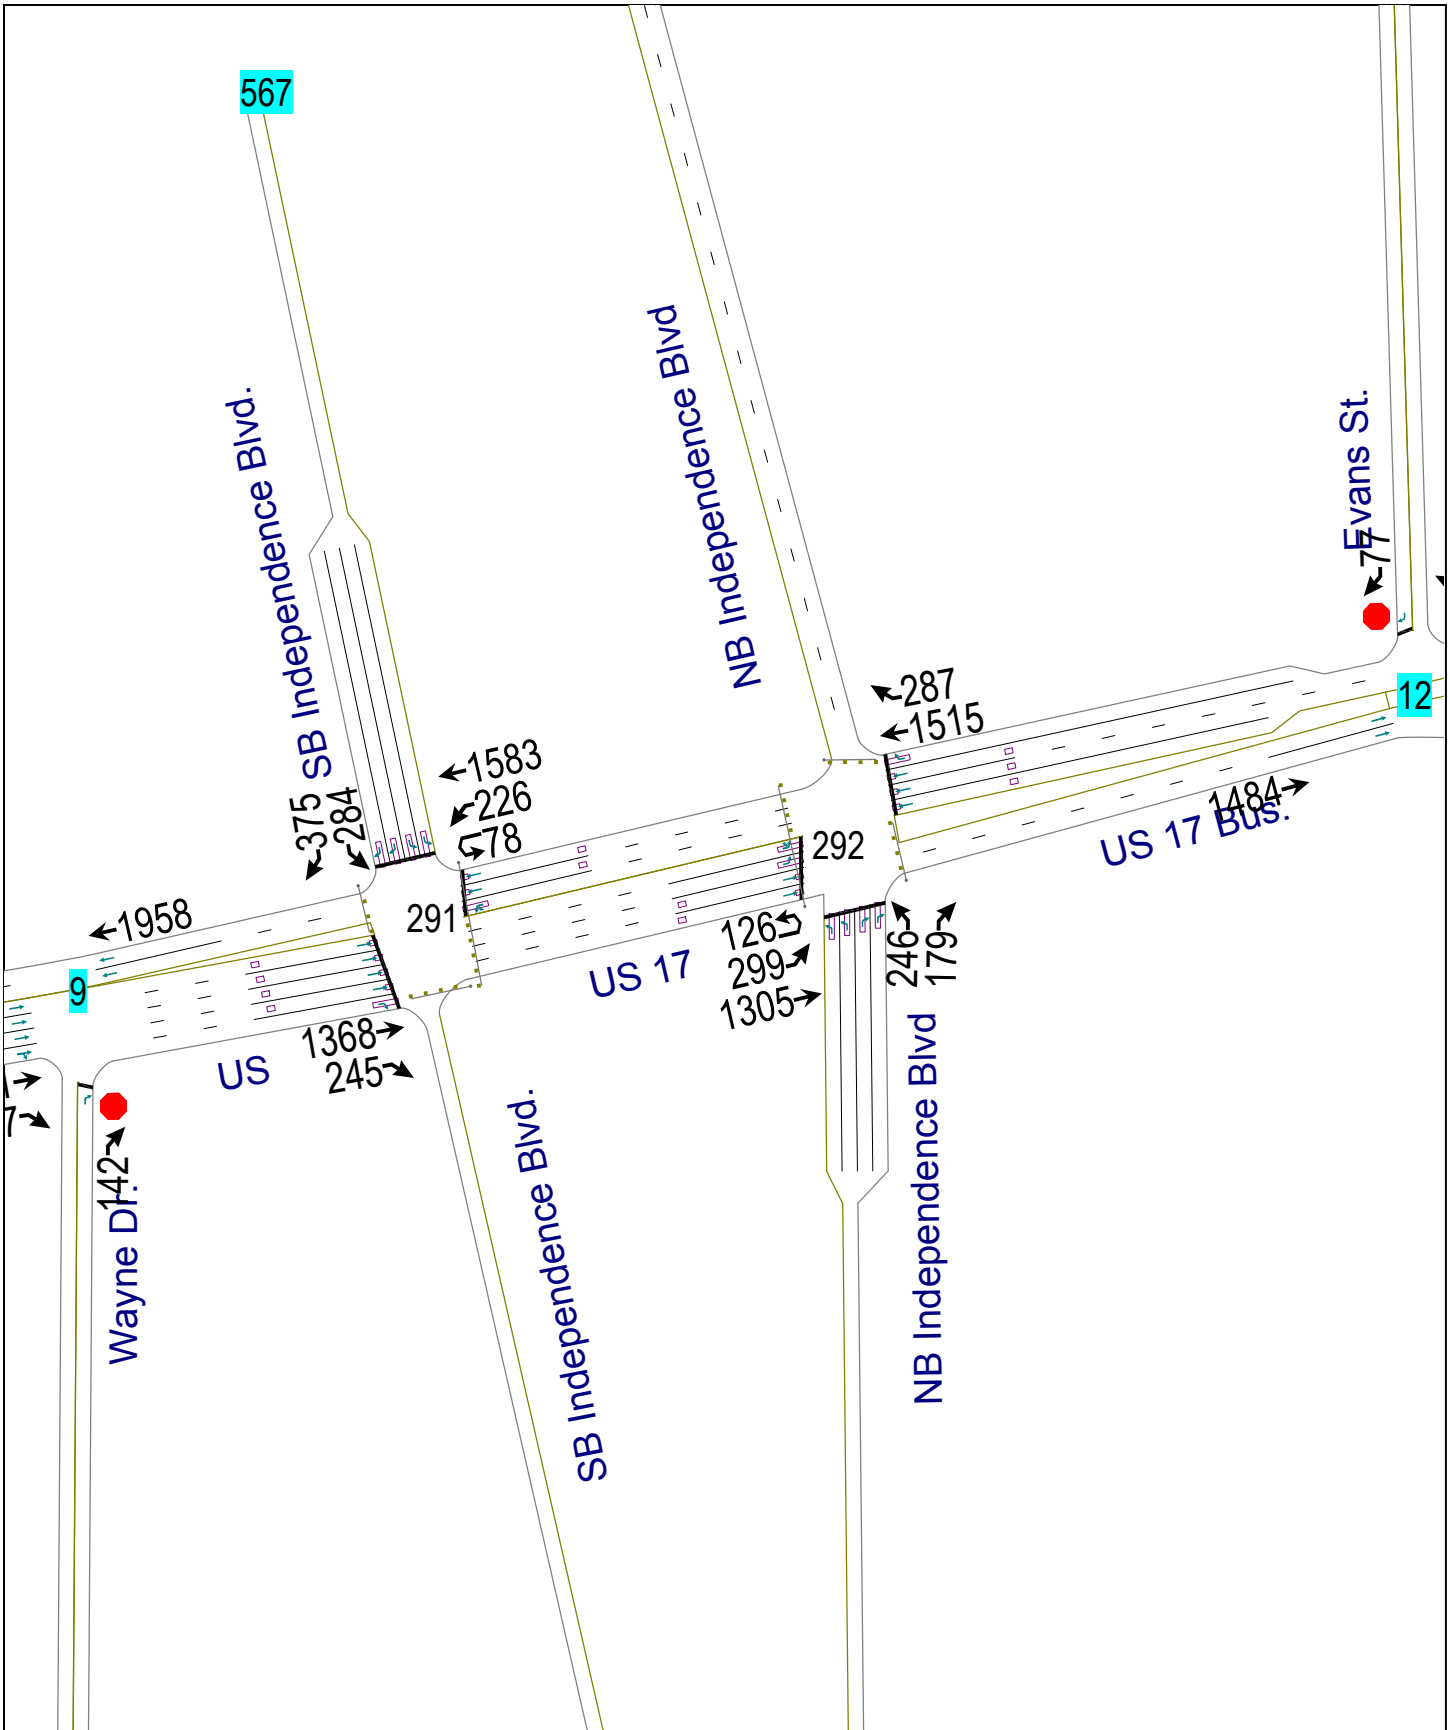 567
SB Independence Blvd.
NB Independence Blvd
Evans St.
77
12
287
1515
1583
226
78
375
284
1484
US 17 Bus.
292
291
1958
9
126
299
1305
246
179
US 17
1368
245
US
7
142
Wayne Dr.
SB Independence Blvd.
NB Independence Blvd